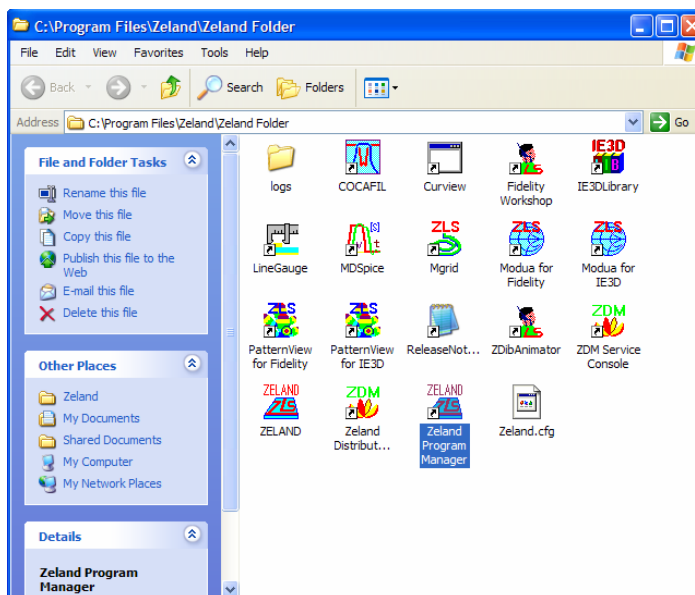 C:\Program Files\Zeland\Zeland Folder
File Edit View Favorites Tools Help
Back Search Folders
Address C:\Program Files\Zeland\Zeland Folder Go
File and Folder Tasks
Rename this file
Move this file
Copy this file
Publish this file to the
Web
E-mail this file
Delete this file
Other Places
Zeland
My Documents
Shared Documents
My Computer
My Network Places
Details
Zeland Program
Manager
logs
COCAFIL
Curview
Fidelity
Workshop
IE3D
IE3DLibrary
LineGauge
[S]
t
MDSpice
ZLS
Mgrid
ZLS
Modua for
Fidelity
ZLS
Modua for
IE3D
ZLS
PatternView
for Fidelity
ZLS
PatternView
for IE3D
ReleaseNot...
ZDibAnimator
ZDM
ZDM Service
Console
ZELAND
ZLS
ZELAND
ZDM
Zeland
Distribut...
ZELAND
ZLS
Zeland
Program
Manager
Zeland.cfg